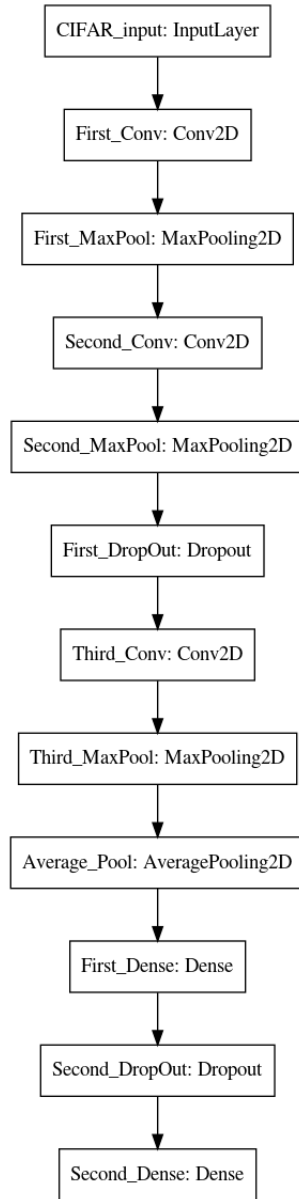 CIFAR_input: InputLayer
First_Conv: Conv2D
First_MaxPool: MaxPooling2D
Second_Conv: Conv2D
Second_MaxPool: MaxPooling2D
First_DropOut: Dropout
Third_Conv: Conv2D
Third_MaxPool: MaxPooling2D
Average_Pool: AveragePooling2D
First_Dense: Dense
Second_DropOut: Dropout
Second_Dense: Dense